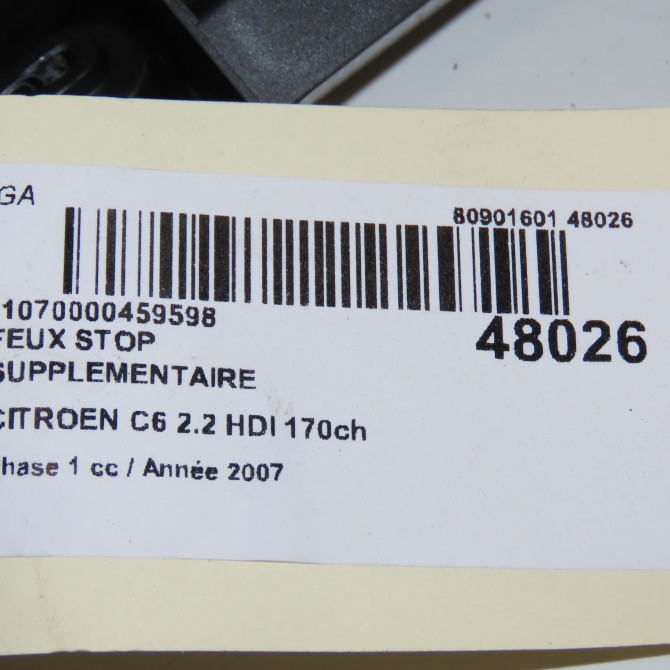 GA
80901601 48026
1070000459598
48026
FEUX STOP
SUPPLEMENTAIRE
CITROEN C6 2.2 HDI 170ch
hase 1 cc / Année 2007